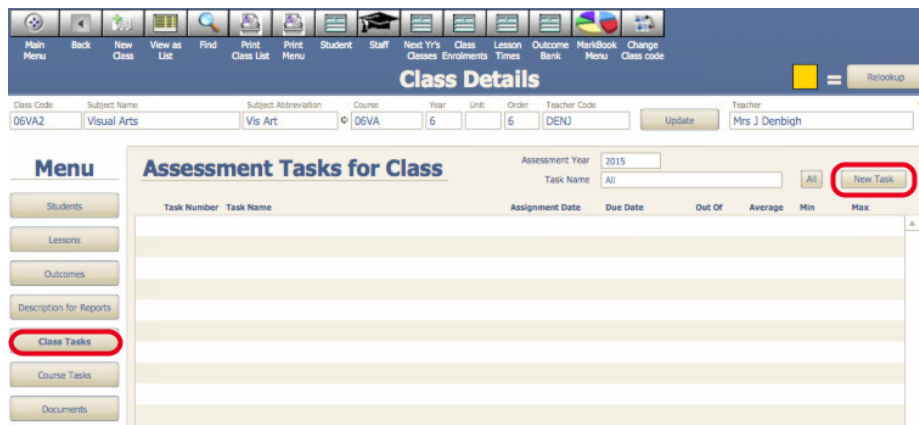 Main Menu Back New Class View as List Find Print Class List Print Menu Student Staff Next Yr's Classes Class Enrolments Lesson Times Outcome Bank MarkBook Menu Change Class code
Class Details = Relookup
Class Code Subject Name Subject Abbreviation Course Year Unit Order Teacher Code Teacher
06VA2 Visual Arts Vis Art 06VA 6 6 DENJ Update Mrs J Denbigh
Menu
Assessment Tasks for Class
Assessment Year 2015
Task Name All All New Task
Task Number Task Name Assignment Date Due Date Out Of Average Min Max
Students
Lessons
Outcomes
Description for Reports
Class Tasks
Course Tasks
Documents